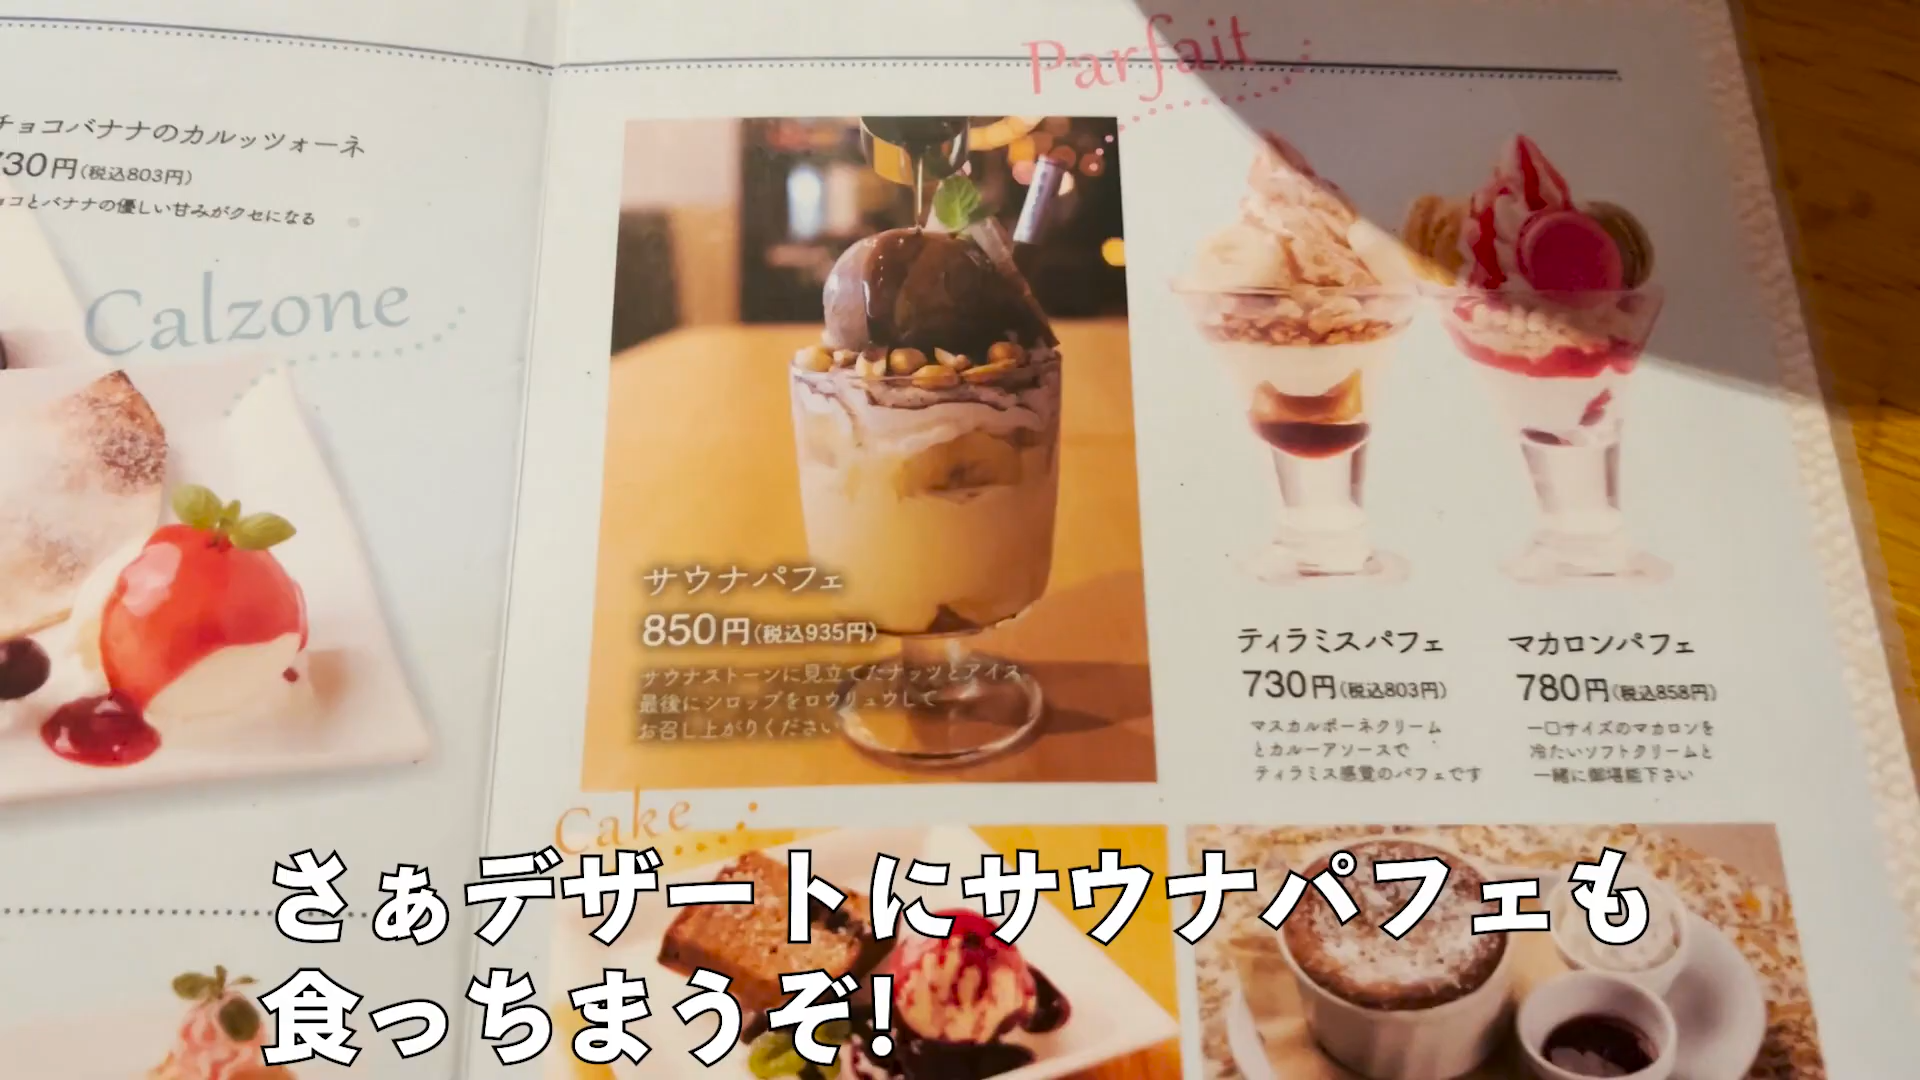 チョコバナナのカルッツォーネ
730円(税込803円)
ョコとバナナの優しい甘みがクセになる
Calzone
Parfait
サウナパフェ
850円(税込935円)
サウナストーンに見立てたナッツとアイス
最後にシロップをロウリュウして
お召し上がりください
ティラミスパフェ
730円(税込803円)
マスカルポーネクリーム
とカルーアソースで
ティラミス感覚のパフェです
マカロンパフェ
780円(税込858円)
一口サイズのマカロンを
冷たいソフトクリームと
一緒に御堪能下さい
Cake
さぁデザートにサウナパフェも
食っちまうぞ!